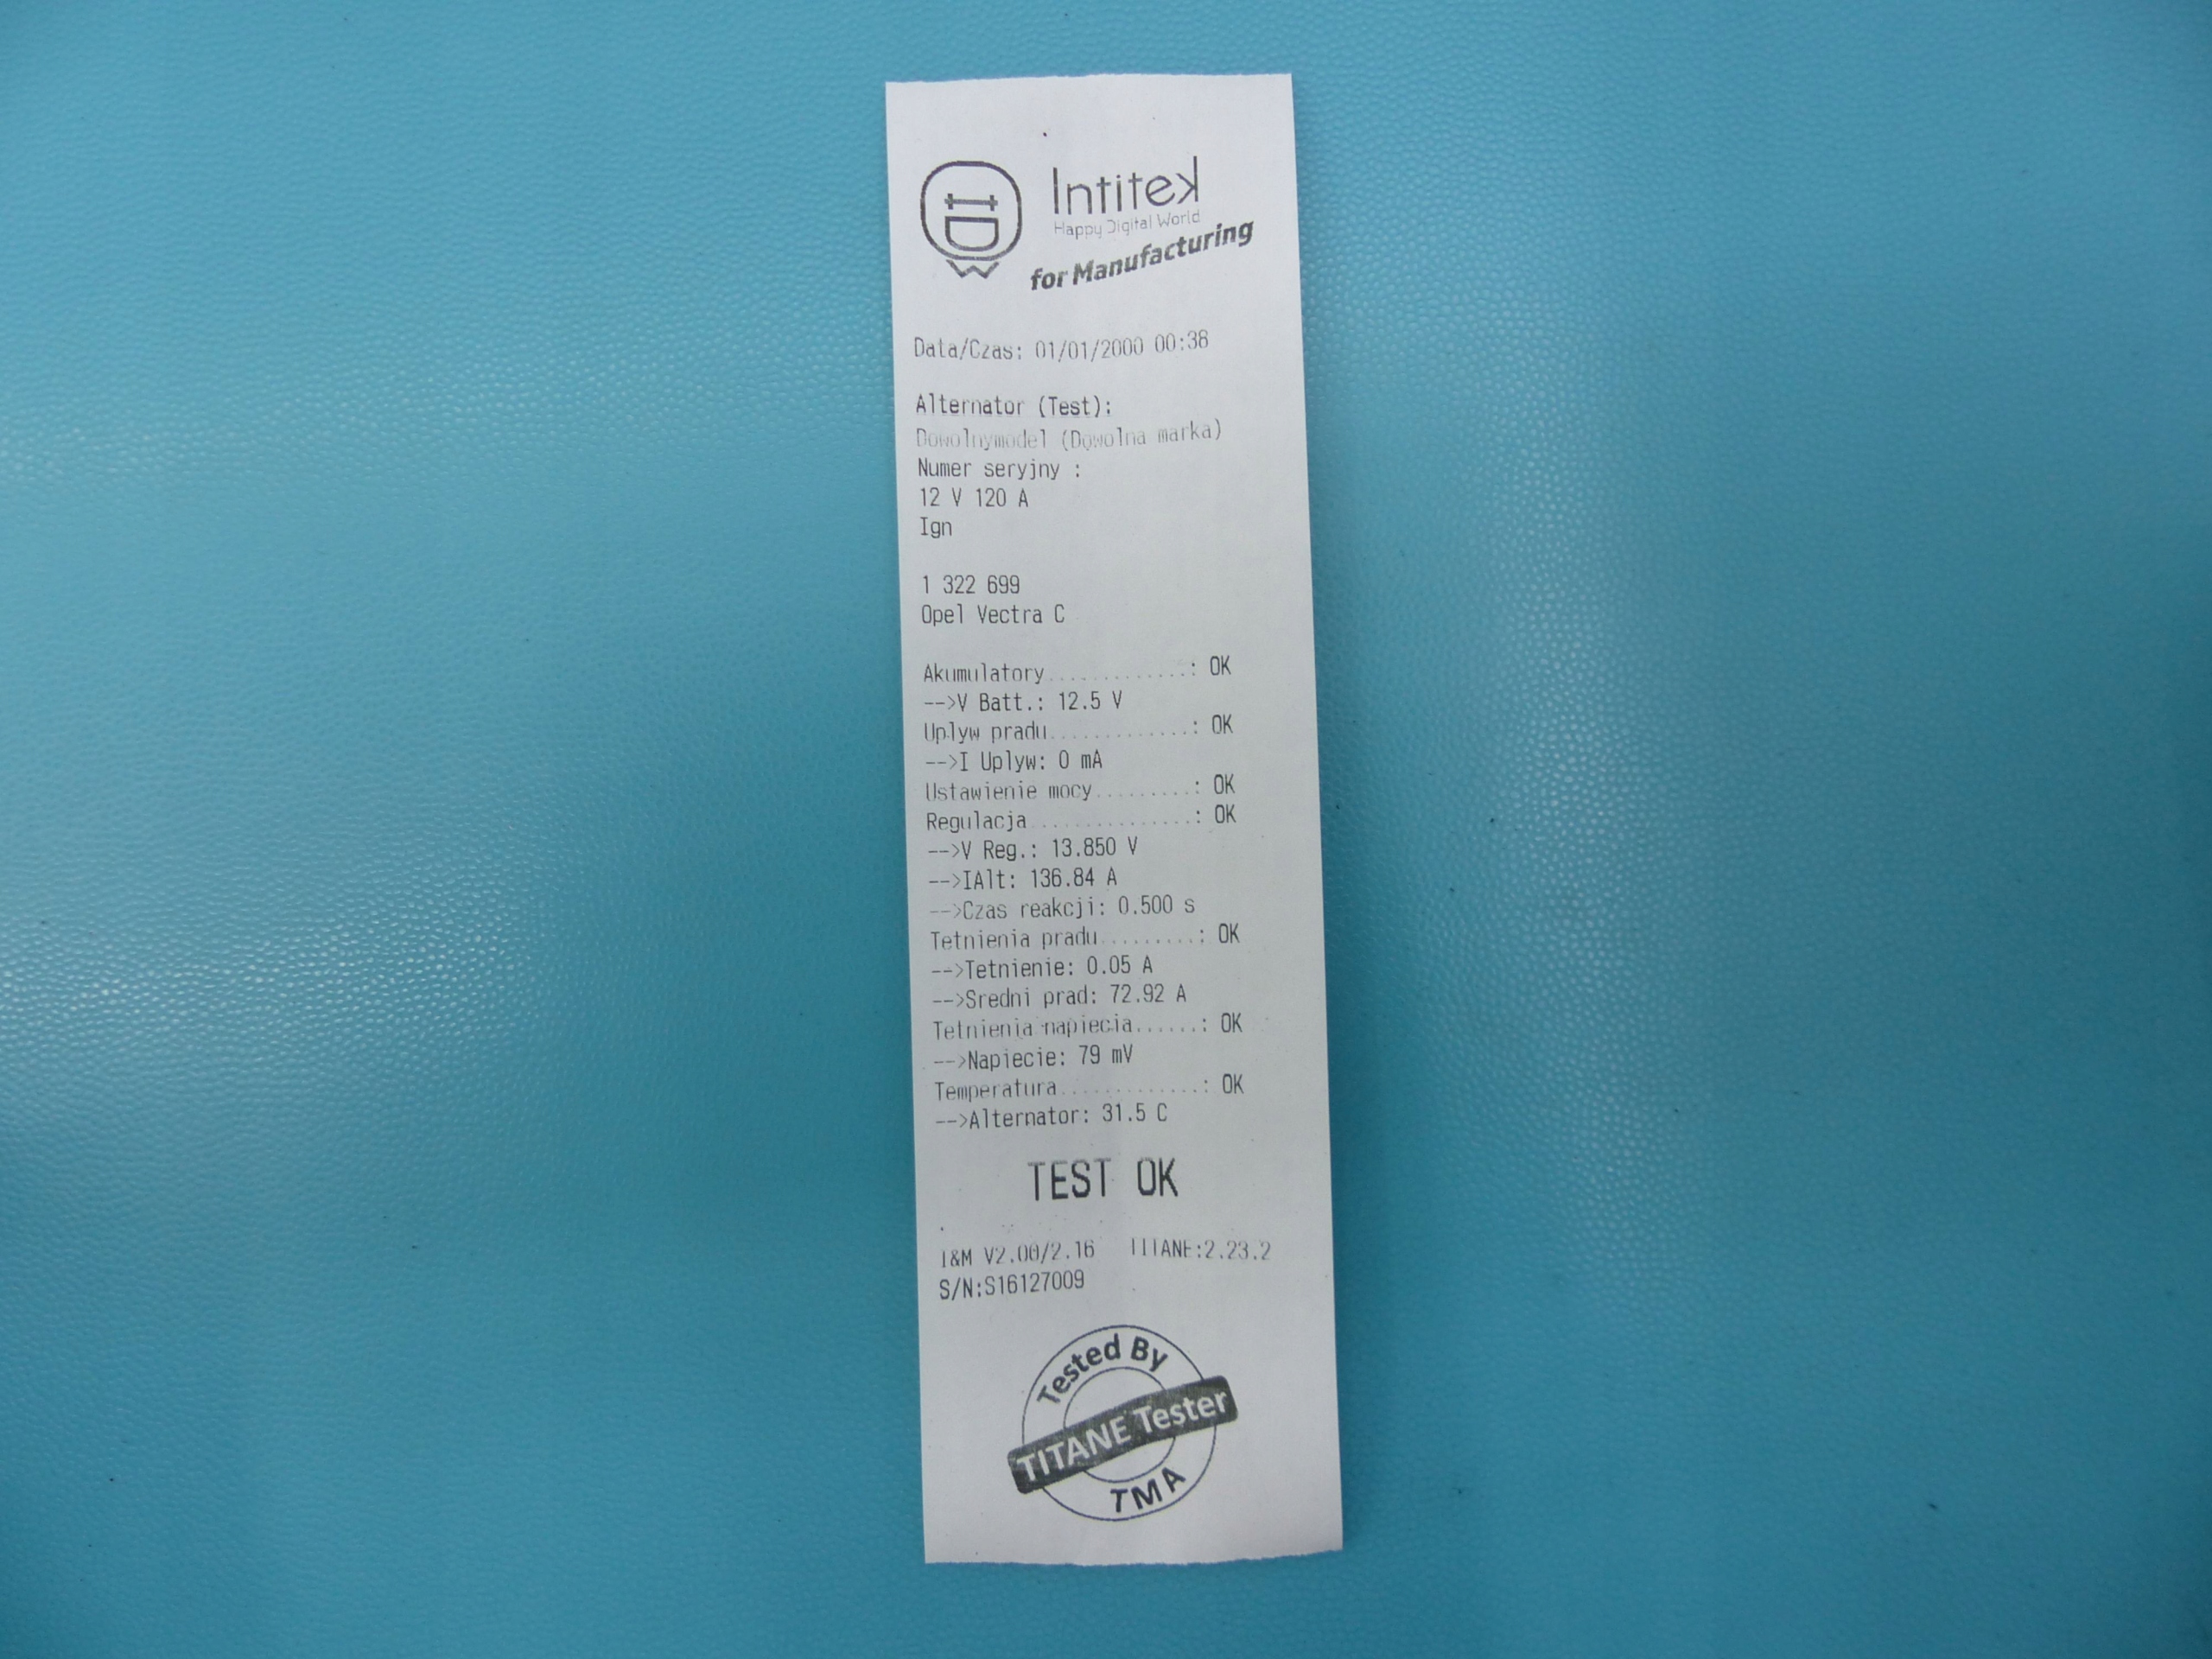 Intitek
Happy Digital World
for Manufacturing
Data/Czas: 01/01/2000 00:38
Alternator (Test):
Dowolnymodel (Dowolna marka)
Numer seryjny :
12 V 120 A
Ign
1 322 699
Opel Vectra C
Akumulatory.............: OK
-->V Batt.: 12.5 V
Uplyw pradu.............: OK
-->I Uplyw: 0 mA
Ustawienie mocy.........: OK
Regulacja...............: OK
-->V Reg.: 13.850 V
-->IAlt: 136.84 A
-->Czas reakcji: 0.500 s
Tetnienia pradu.........: OK
-->Tetnienie: 0.05 A
-->Sredni prad: 72.92 A
Tetnienia napiecia......: OK
-->Napiecie: 79 mV
Temperatura.............: OK
-->Alternator: 31.5 C
TEST OK
I&M V2.00/2.16 TITANE:2.23.2
S/N:S16127009
Tested By
TITANE Tester
TMA